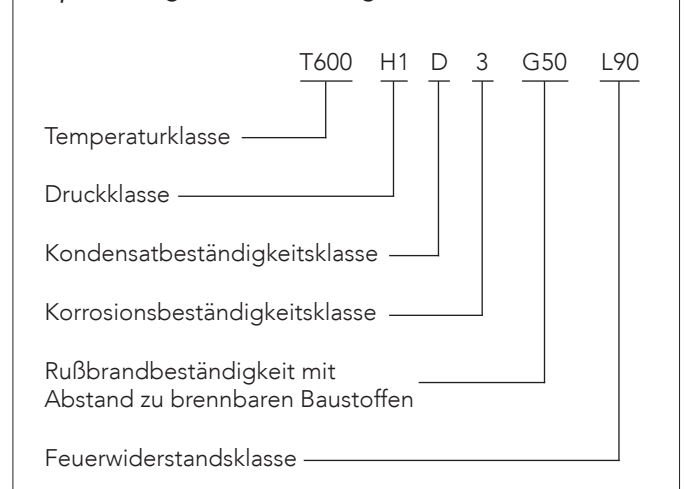 T600 H1 D 3 G50 L90
Temperaturklasse
Druckklasse
Kondensatbeständigkeitsklasse
Korrosionsbeständigkeitsklasse
Rußbrandbeständigkeit mit
Abstand zu brennbaren Baustoffen
Feuerwiderstandsklasse